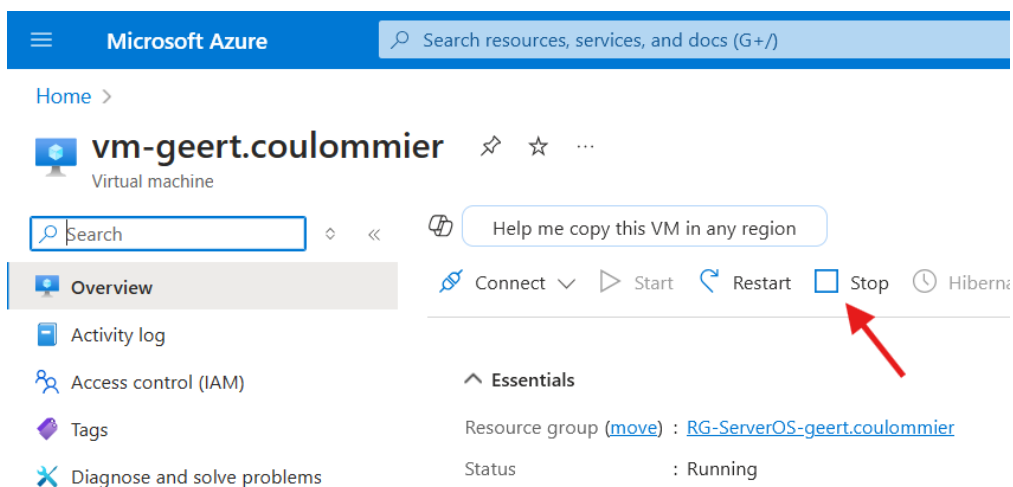 Microsoft Azure
Search resources, services, and docs (G+/)
Home >
vm-geert.coulommier
Virtual machine
Search
Help me copy this VM in any region
Connect
Start
Restart
Stop
Hiberna
Overview
Activity log
Access control (IAM)
Tags
Diagnose and solve problems
Essentials
Resource group (move) : RG-ServerOS-geert.coulommier
Status : Running